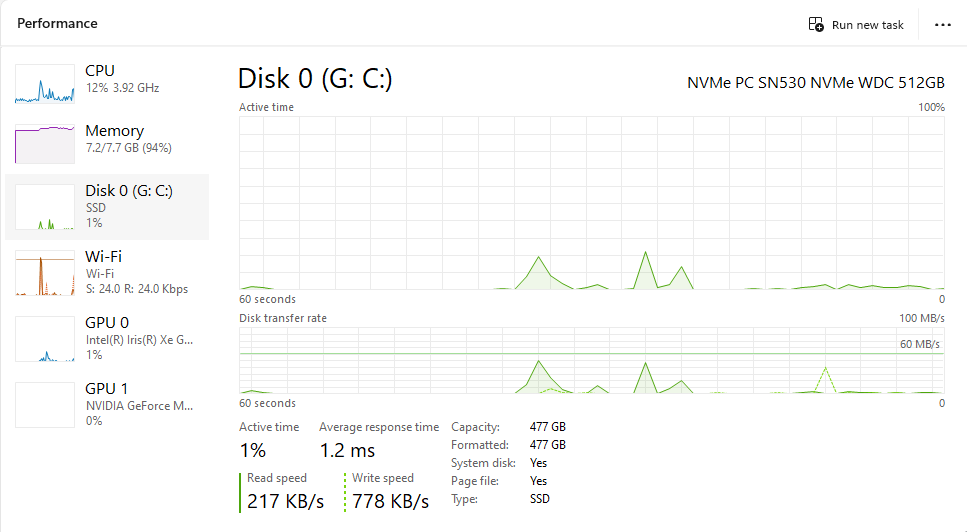 Performance
Run new task
CPU
12% 3.92 GHz
Memory
7.2/7.7 GB (94%)
Disk 0 (G: C:)
SSD
1%
Wi-Fi
Wi-Fi
S: 24.0 R: 24.0 Kbps
GPU 0
Intel(R) Iris(R) Xe G...
1%
GPU 1
NVIDIA GeForce M...
0%
Disk 0 (G: C:)
NVMe PC SN530 NVMe WDC 512GB
Active time
100%
60 seconds
0
Disk transfer rate
100 MB/s
60 MB/s
60 seconds
0
Active time
1%
Average response time
1.2 ms
Read speed
217 KB/s
Write speed
778 KB/s
Capacity: 477 GB
Formatted: 477 GB
System disk: Yes
Page file: Yes
Type: SSD